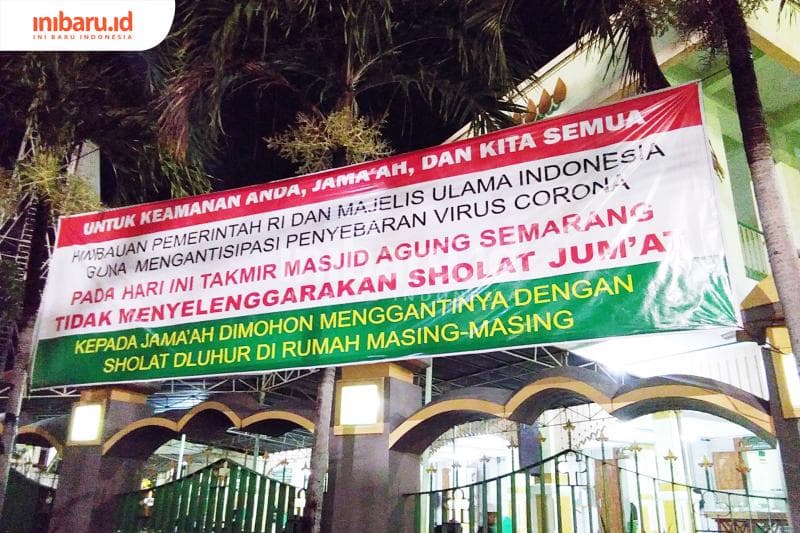 inibaru.id
INI BARU INDONESIA
UNTUK KEAMANAN ANDA, JAMA'AH, DAN KITA SEMUA
HIMBAUAN PEMERINTAH RI DAN MAJELIS ULAMA INDONESIA
GUNA MENGANTISIPASI PENYEBARAN VIRUS CORONA
PADA HARI INI TAKMIR MASJID AGUNG SEMARANG
TIDAK MENYELENGGARAKAN SHOLAT JUM'AT
KEPADA JAMA'AH DIMOHON MENGGANTINYA DENGAN
SHOLAT DLUHUR DI RUMAH MASING-MASING